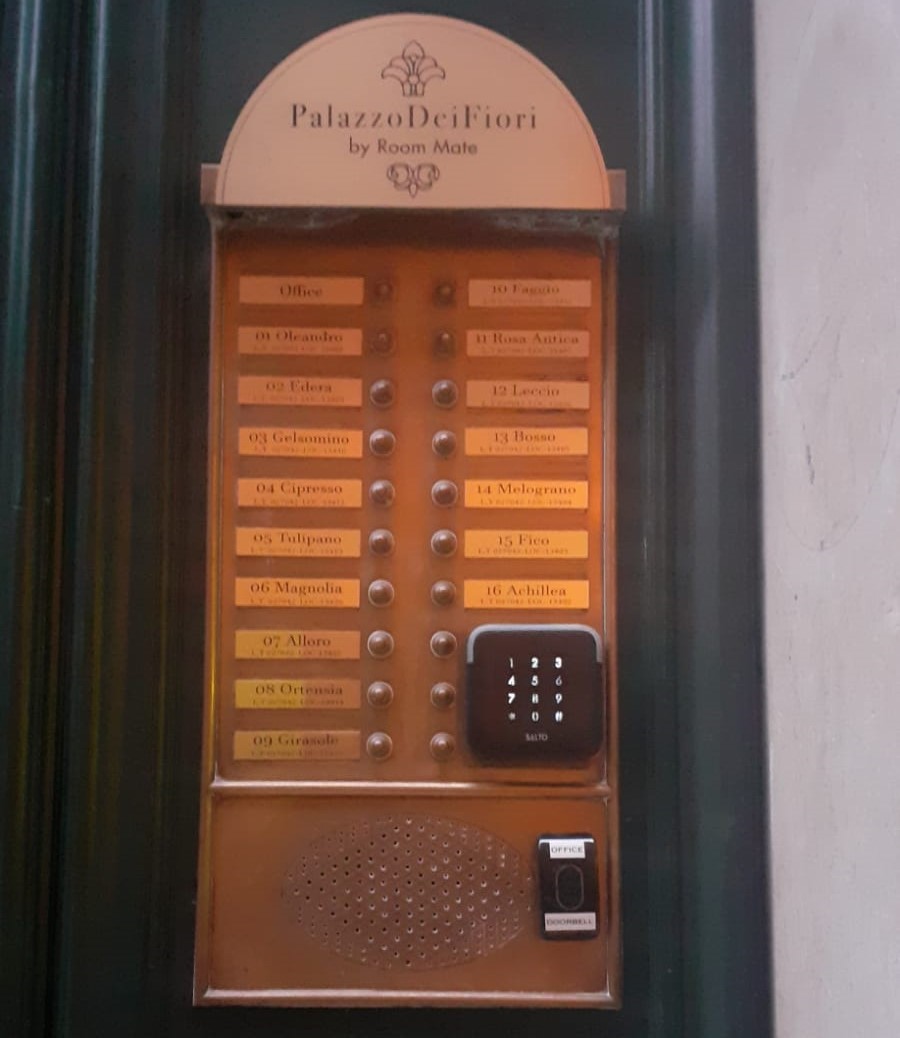 PalazzoDeiFiori
by Room Mate
Office
01 Oleandro
02 Edera
03 Gelsomino
04 Cipresso
05 Tulipano
06 Magnolia
07 Alloro
08 Ortensia
09 Girasole
10 Faggio
11 Rosa Antica
12 Leccio
13 Bosso
14 Melograno
15 Fico
16 Achillea
1 2 3
4 5 6
7 8 9
* 0 #
SALTO
OFFICE
DOORBELL